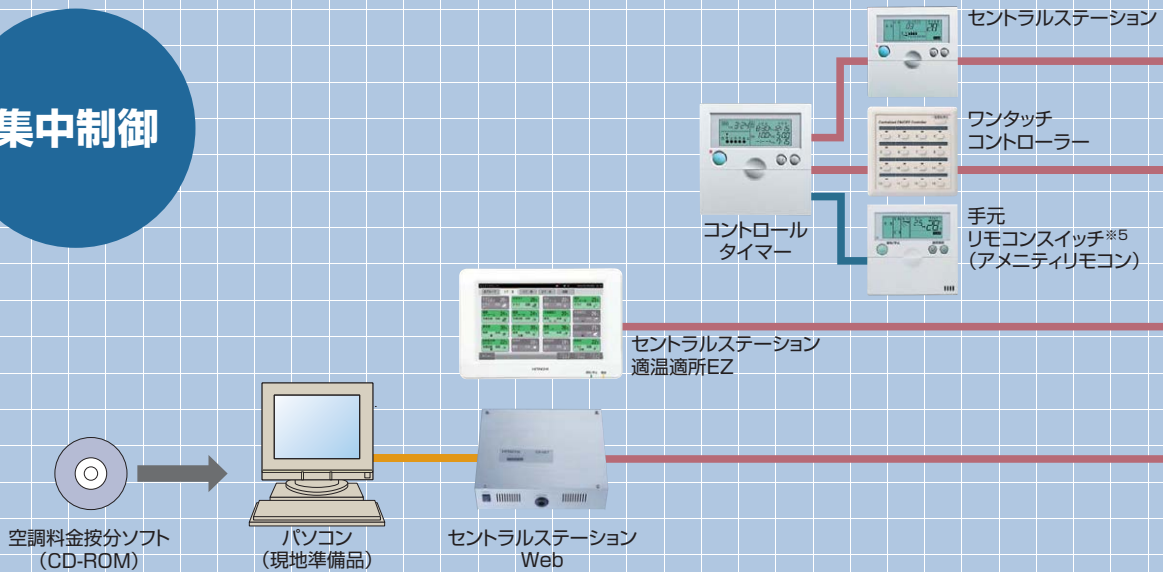 集中制御
セントラルステーション
ワンタッチ
コントローラー
手元
リモコンスイッチ※5
（アメニティリモコン）
コントロール
タイマー
セントラルステーション
適温適所EZ
HITACHI
空調料金按分ソフト
（CD-ROM）
パソコン
（現地準備品）
セントラルステーション
Web